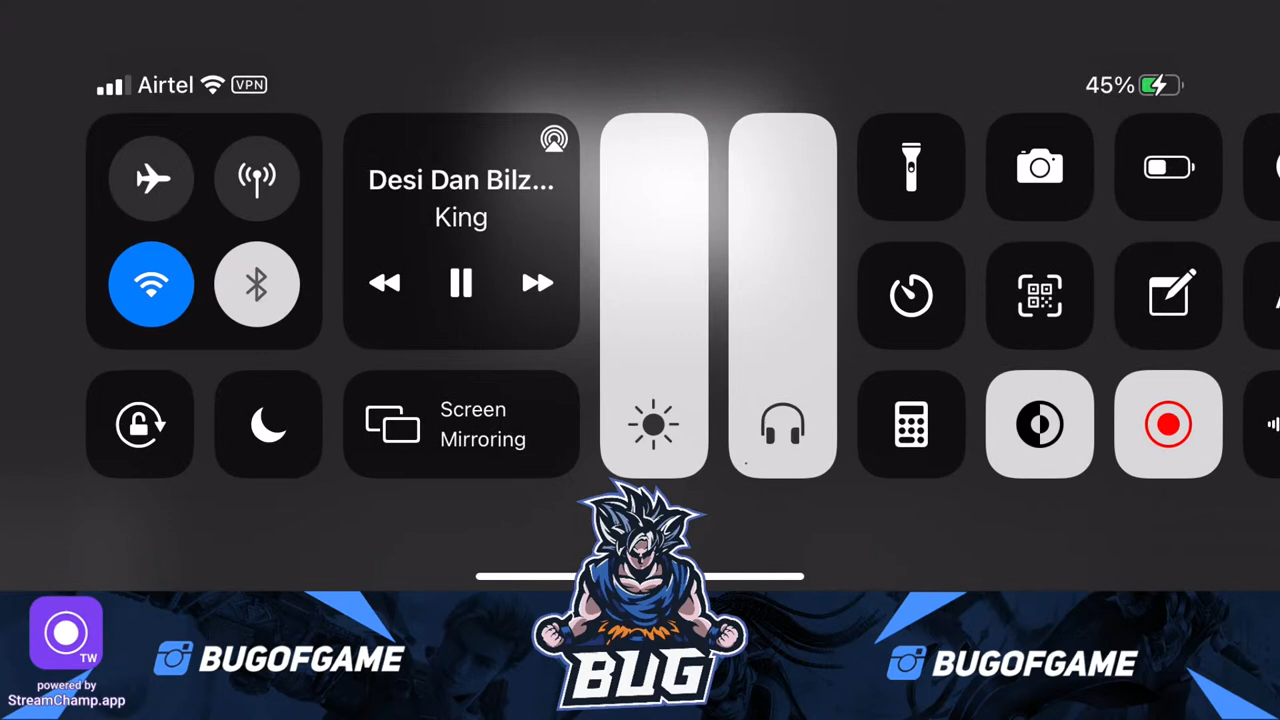 Airtel VPN
45%
Desi Dan Bilz...
King
Screen
Mirroring
TW
powered by
StreamChamp.app
BUGOFGAME
BUG
BUGOFGAME